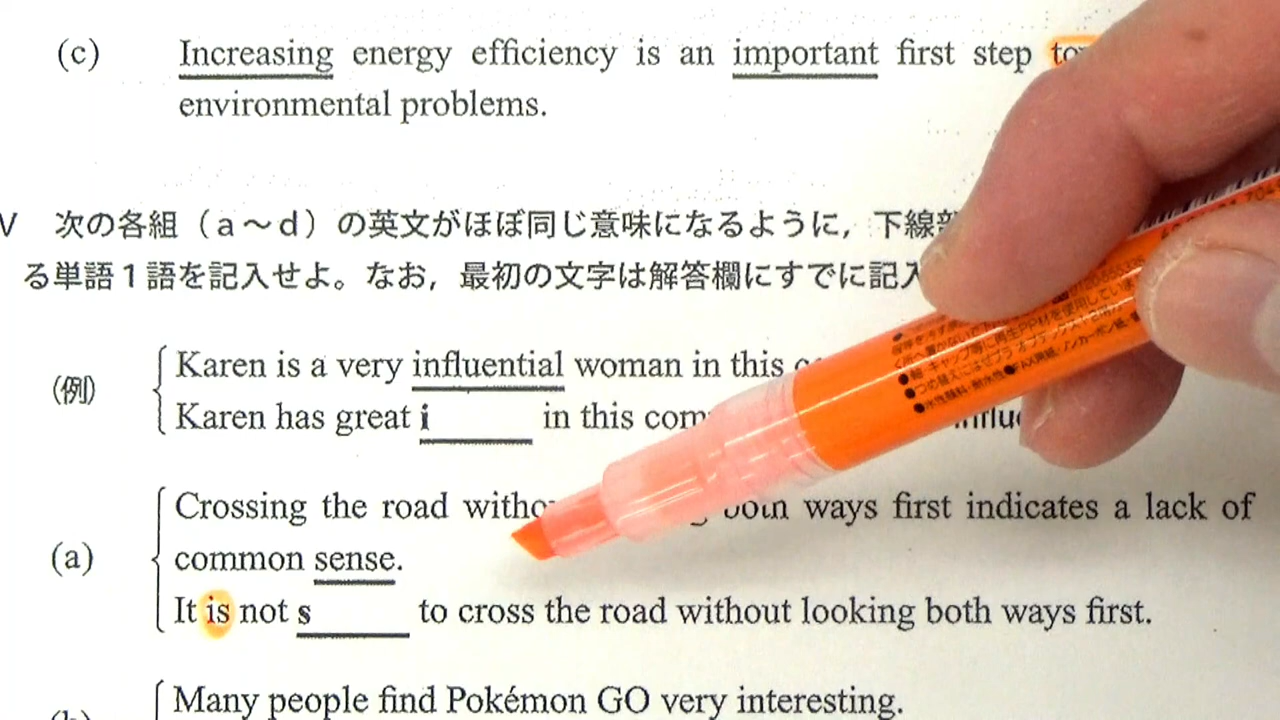 (c) Increasing energy efficiency is an important first step
environmental problems.
V 次の各組（a～d）の英文がほぼ同じ意味になるように，下線
る単語1語を記入せよ。なお，最初の文字は解答欄にすでに記入
(例) Karen is a very influential woman in this
Karen has great i in this
(a) Crossing the road both ways first indicates a lack of
common sense.
It is not s to cross the road without looking both ways first.
Many people find Pokémon GO very interesting.